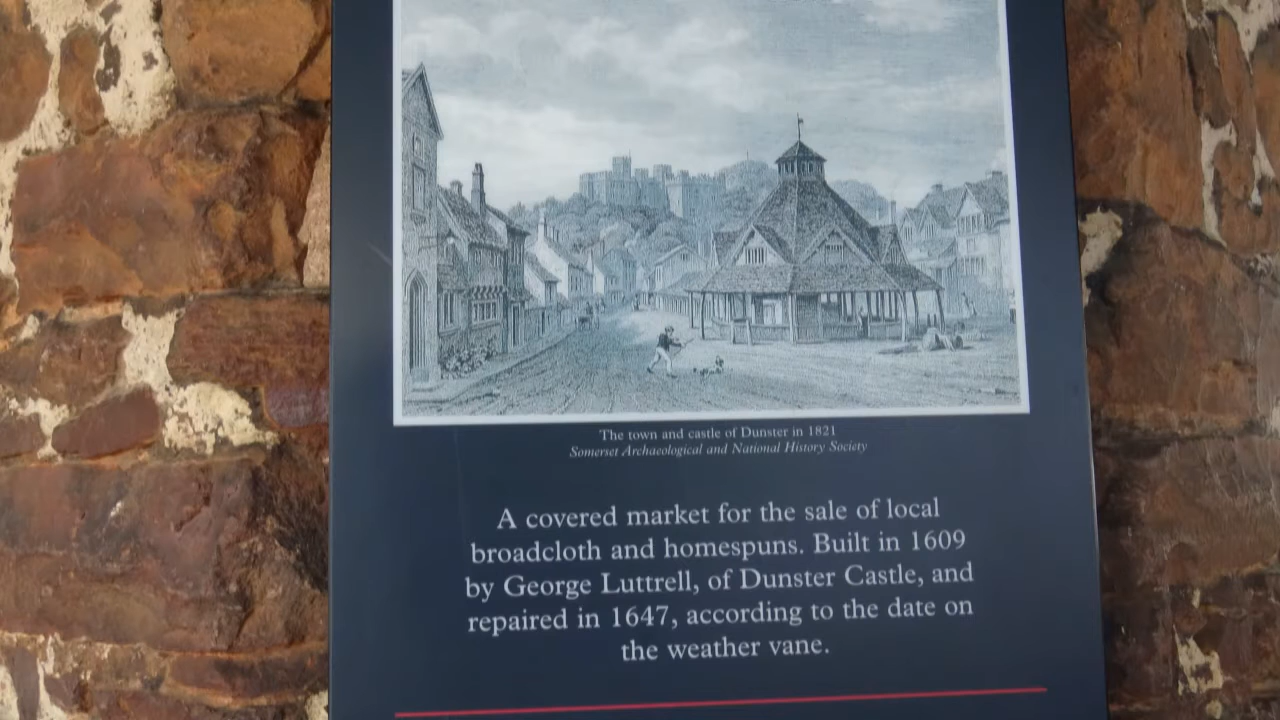 The town and castle of Dunster in 1821
Somerset Archaeological and National History Society
A covered market for the sale of local
broadcloth and homespuns. Built in 1609
by George Luttrell, of Dunster Castle, and
repaired in 1647, according to the date on
the weather vane.